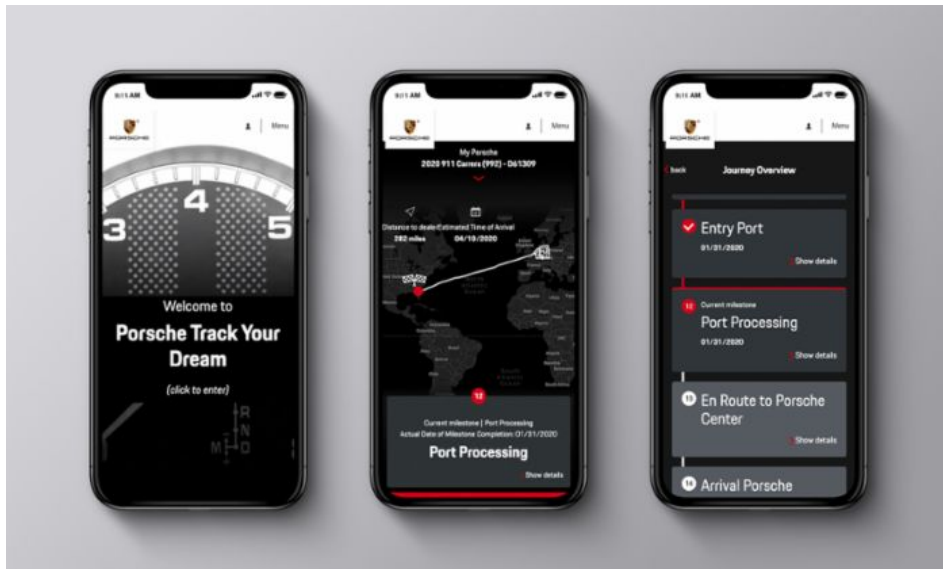 9:11 AM
PORSCHE
Menu
3
4
5
Welcome to
Porsche Track Your
Dream
(click to enter)
R
N
M D
9:11 AM
PORSCHE
Menu
My Porsche
2020 911 Carrera (992) - D61309
Distance to dealer
Estimated Time of Arrival
282 miles
04/10/2020
Brazil
12
Current milestone | Port Processing
Actual Date of Milestone Completion: 01/31/2020
Port Processing
Show details
9:11 AM
PORSCHE
Menu
back
Journey Overview
Entry Port
01/31/2020
Show details
12
Current milestone
Port Processing
01/31/2020
Show details
13
En Route to Porsche
Center
Show details
14
Arrival Porsche